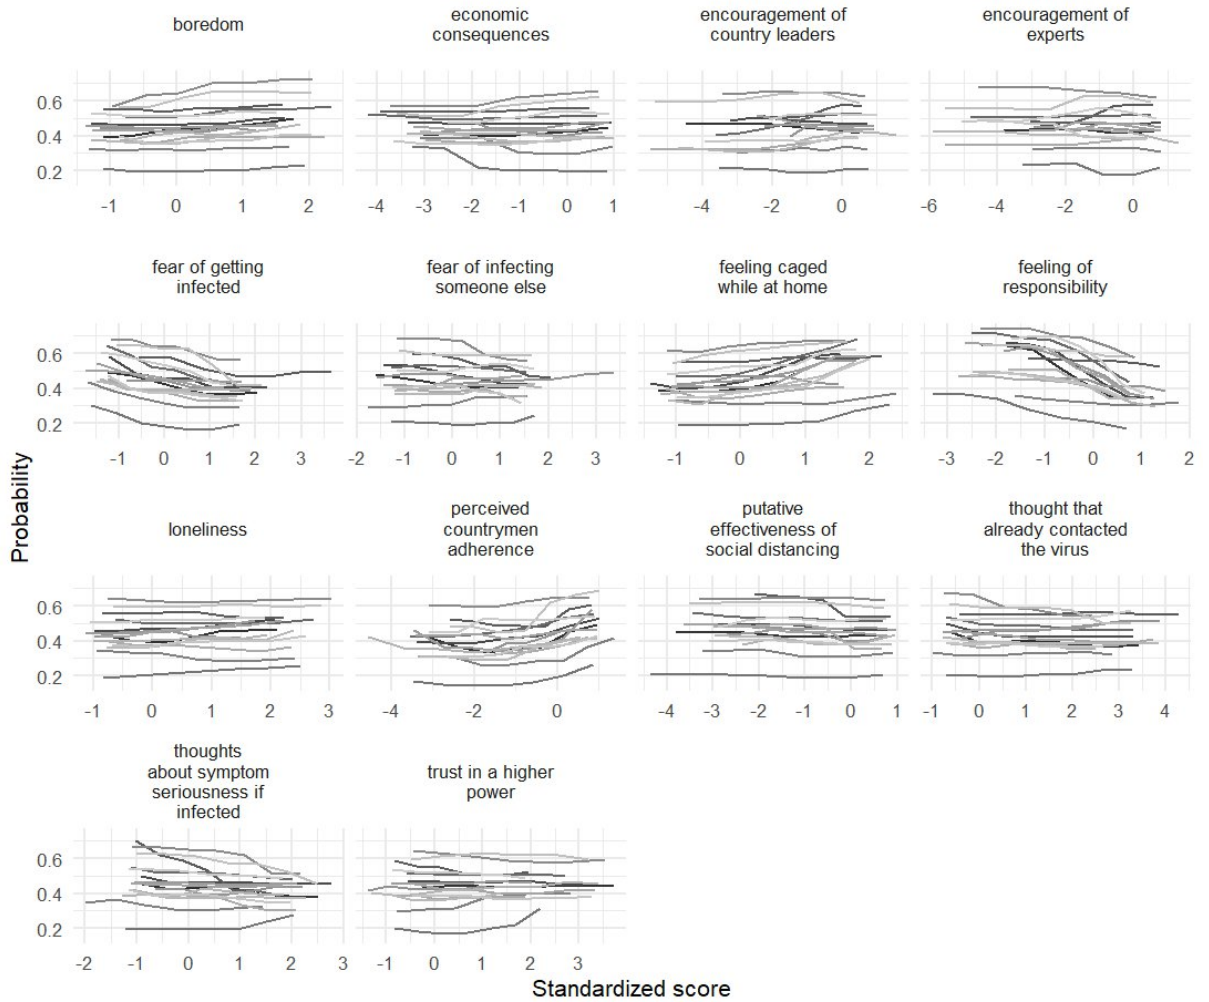 boredom
economic
consequences
encouragement of
country leaders
encouragement of
experts
0.6
0.4
0.2
-1 0 1 2
-4 -3 -2 -1 0 1
-4 -2 0
-6 -4 -2 0
fear of getting
infected
fear of infecting
someone else
feeling caged
while at home
feeling of
responsibility
0.6
0.4
0.2
-1 0 1 2 3
-2 -1 0 1 2 3
-1 0 1 2
-3 -2 -1 0 1 2
Probability
loneliness
perceived
countrymen
adherence
putative
effectiveness of
social distancing
thought that
already contacted
the virus
0.6
0.4
0.2
-1 0 1 2 3
-4 -2 0
-4 -3 -2 -1 0 1
-1 0 1 2 3 4
thoughts
about symptom
seriousness if
infected
trust in a higher
power
0.6
0.4
0.2
-2 -1 0 1 2 3
-1 0 1 2 3
Standardized score